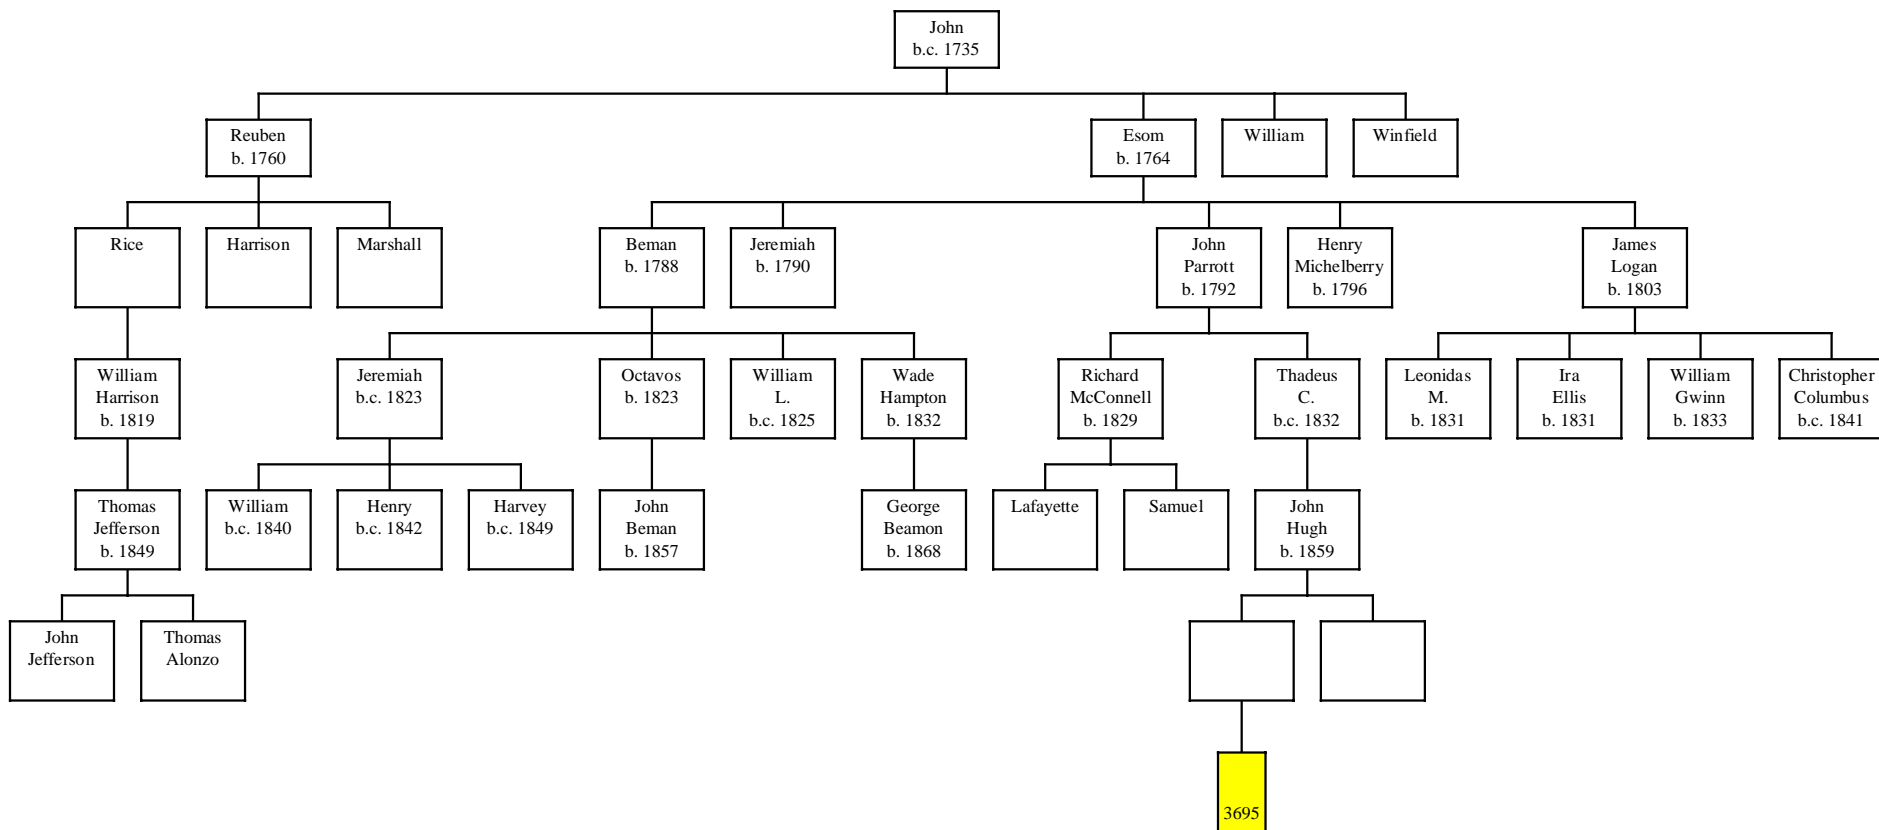 John
b.c. 1735
Reuben
b. 1760
Esom
b. 1764
William
Winfield
Rice
Harrison
Marshall
Beman
b. 1788
Jeremiah
b. 1790
John
Parrott
b. 1792
Henry
Michelberry
b. 1796
James
Logan
b. 1803
William
Harrison
b. 1819
Jeremiah
b.c. 1823
Octavos
b. 1823
William
L.
b.c. 1825
Wade
Hampton
b. 1832
Richard
McConnell
b. 1829
Thadeus
C.
b.c. 1832
Leonidas
M.
b. 1831
Ira
Ellis
b. 1831
William
Gwinn
b. 1833
Christopher
Columbus
b.c. 1841
Thomas
Jefferson
b. 1849
William
b.c. 1840
Henry
b.c. 1842
Harvey
b.c. 1849
John
Beman
b. 1857
George
Beamon
b. 1868
Lafayette
Samuel
John
Hugh
b. 1859
John
Jefferson
Thomas
Alonzo
3695